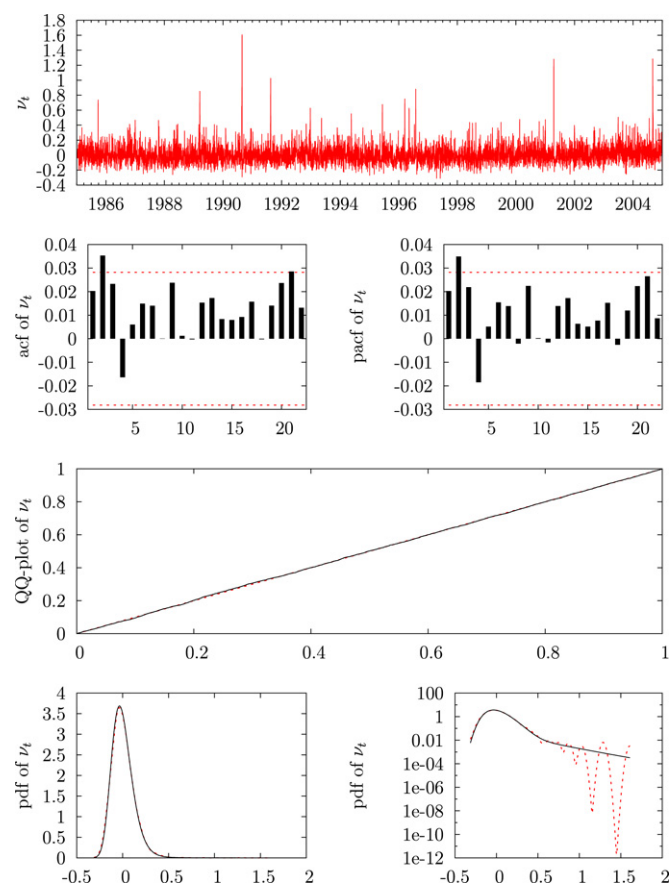 1.8
1.6
1.4
1.2
1
0.8
0.6
0.4
0.2
0
-0.2
-0.4
ν_t
1986 1988 1990 1992 1994 1996 1998 2000 2002 2004
0.04
0.03
0.02
0.01
0
-0.01
-0.02
-0.03
acf of ν_t
5 10 15 20
0.04
0.03
0.02
0.01
0
-0.01
-0.02
-0.03
pacf of ν_t
5 10 15 20
1
0.8
0.6
0.4
0.2
0
QQ-plot of ν_t
0 0.2 0.4 0.6 0.8 1
4
3.5
3
2.5
2
1.5
1
0.5
0
pdf of ν_t
-0.5 0 0.5 1 1.5 2
100
1
0.01
1e-04
1e-06
1e-08
1e-10
1e-12
pdf of ν_t
-0.5 0 0.5 1 1.5 2